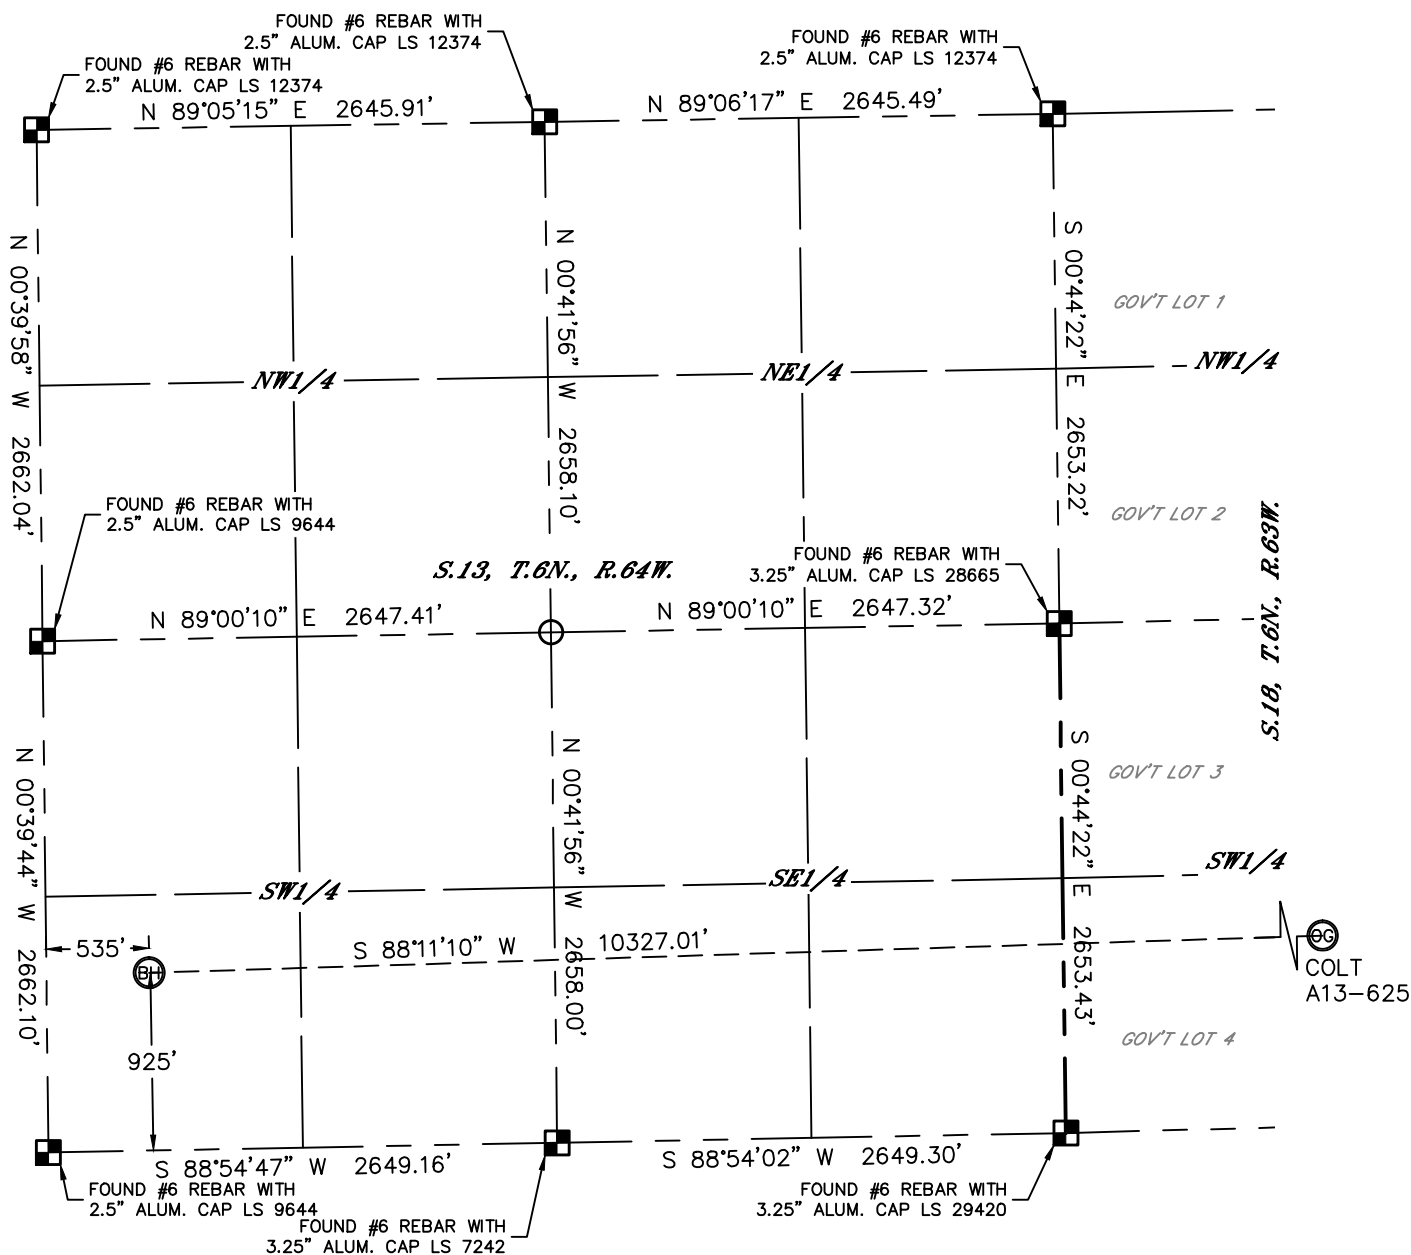 FOUND #6 REBAR WITH
2.5” ALUM. CAP LS 12374
FOUND #6 REBAR WITH
2.5” ALUM. CAP LS 12374
FOUND #6 REBAR WITH
2.5” ALUM. CAP LS 12374
N 89°05'15” E 2645.91'
N 89°06'17” E 2645.49'
N 00°39'58” W 2662.04'
N 00°41'56” W 2658.10'
S 00°44'22” E 2653.22'
GOV'T LOT 1
NW1/4
NE1/4
NW1/4
FOUND #6 REBAR WITH
2.5” ALUM. CAP LS 9644
GOV'T LOT 2
S.13, T.6N., R.64W.
FOUND #6 REBAR WITH
3.25” ALUM. CAP LS 28665
S.18, T.6N., R.63W.
N 89°00'10” E 2647.41'
N 89°00'10” E 2647.32'
N 00°39'44” W 2662.10'
N 00°41'56” W 2658.00'
S 00°44'22” E 2653.43'
GOV'T LOT 3
SW1/4
SE1/4
SW1/4
535'
S 88°11'10” W 10327.01'
BH
OG
COLT
A13-625
925'
GOV'T LOT 4
S 88°54'47” W 2649.16'
S 88°54'02” W 2649.30'
FOUND #6 REBAR WITH
2.5” ALUM. CAP LS 9644
FOUND #6 REBAR WITH
3.25” ALUM. CAP LS 7242
FOUND #6 REBAR WITH
3.25” ALUM. CAP LS 29420